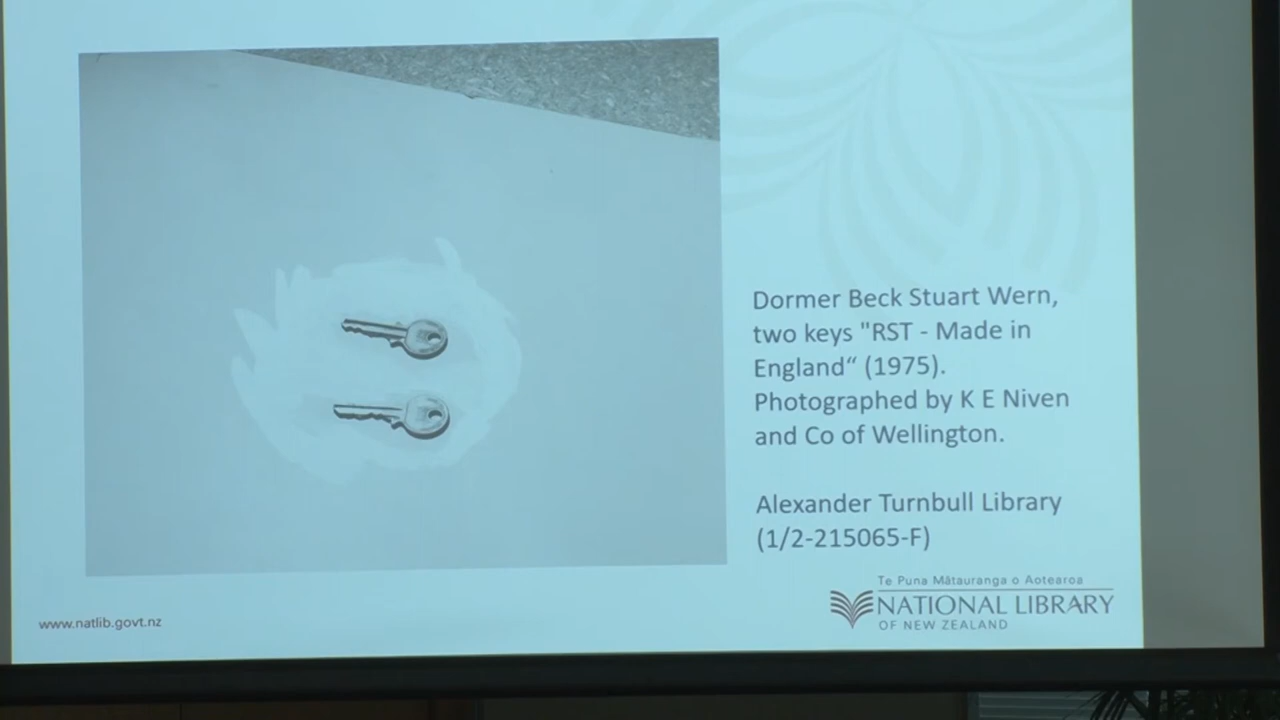 Dormer Beck Stuart Wern,
two keys "RST - Made in
England“ (1975).
Photographed by K E Niven
and Co of Wellington.
Alexander Turnbull Library
(1/2-215065-F)
Te Puna Mātauranga o Aotearoa
NATIONAL LIBRARY
OF NEW ZEALAND
www.natlib.govt.nz